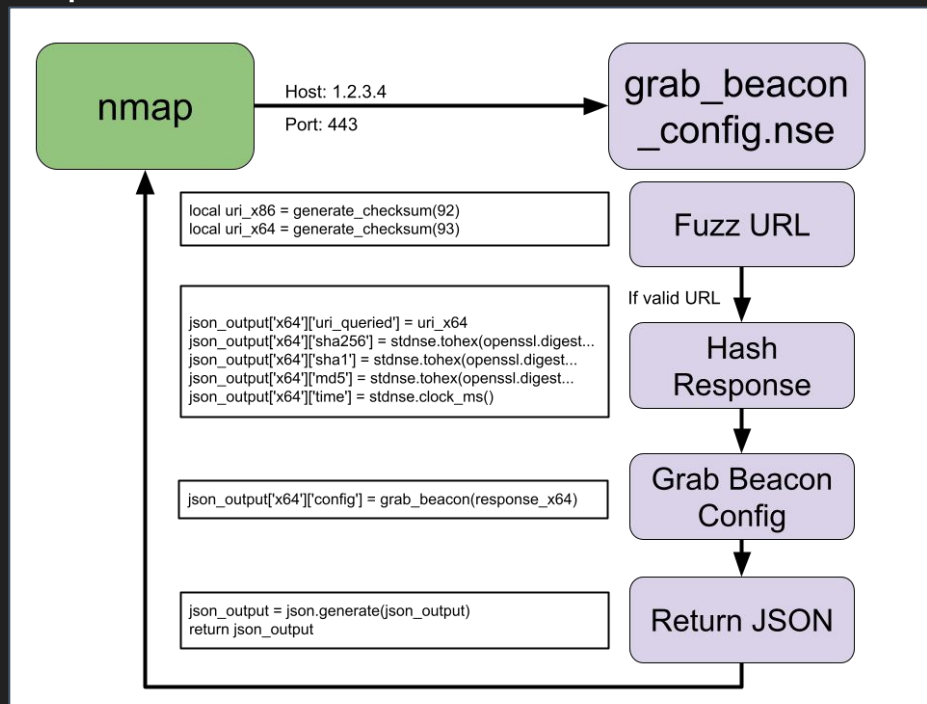 nmap
Host: 1.2.3.4
Port: 443
grab_beacon
_config.nse
local uri_x86 = generate_checksum(92)
local uri_x64 = generate_checksum(93)
Fuzz URL
If valid URL
json_output['x64']['uri_queried'] = uri_x64
json_output['x64']['sha256'] = stdnse.tohex(openssl.digest...
json_output['x64']['sha1'] = stdnse.tohex(openssl.digest...
json_output['x64']['md5'] = stdnse.tohex(openssl.digest...
json_output['x64']['time'] = stdnse.clock_ms()
Hash
Response
json_output['x64']['config'] = grab_beacon(response_x64)
Grab Beacon
Config
json_output = json.generate(json_output)
return json_output
Return JSON